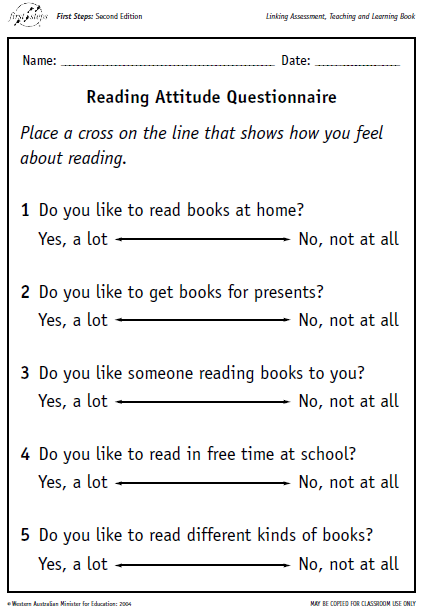 first steps First Steps: Second Edition Linking Assessment, Teaching and Learning Book
Name: Date:
Reading Attitude Questionnaire
Place a cross on the line that shows how you feel
about reading.
1 Do you like to read books at home?
Yes, a lot No, not at all
2 Do you like to get books for presents?
Yes, a lot No, not at all
3 Do you like someone reading books to you?
Yes, a lot No, not at all
4 Do you like to read in free time at school?
Yes, a lot No, not at all
5 Do you like to read different kinds of books?
Yes, a lot No, not at all
© Western Australian Minister for Education: 2004 MAY BE COPIED FOR CLASSROOM USE ONLY